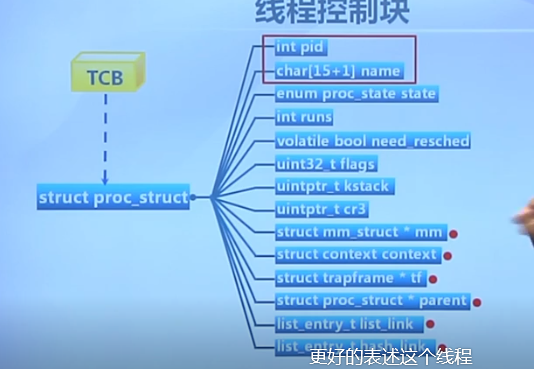 线程控制块
TCB
struct proc_struct
int pid
char[15+1] name
enum proc_state state
int runs
volatile bool need_resched
uint32_t flags
uintptr_t kstack
uintptr_t cr3
struct mm_struct * mm
struct context context
struct trapframe * tf
struct proc_struct * parent
list_entry_t list_link
list_entry_t hash_link
更好的表述这个线程